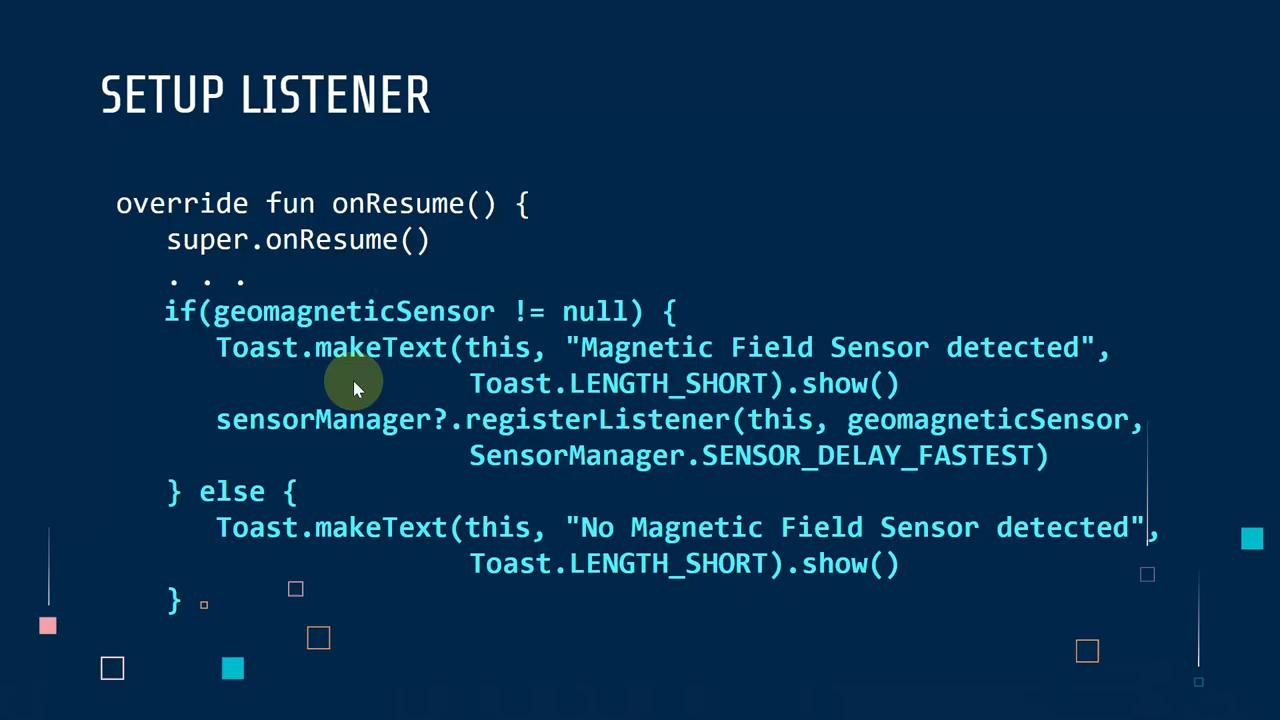 SETUP LISTENER
override fun onResume() {
super.onResume()
. . .
if(geomagneticSensor != null) {
Toast.makeText(this, "Magnetic Field Sensor detected",
Toast.LENGTH_SHORT).show()
sensorManager?.registerListener(this, geomagneticSensor,
SensorManager.SENSOR_DELAY_FASTEST)
} else {
Toast.makeText(this, "No Magnetic Field Sensor detected",
Toast.LENGTH_SHORT).show()
}